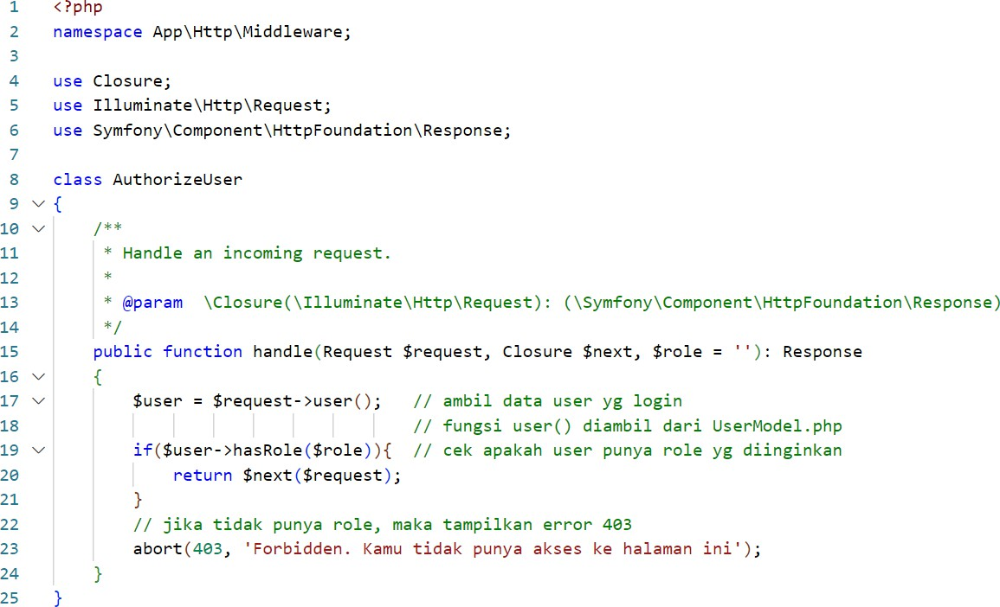 1 <?php
2 namespace App\Http\Middleware;
3
4 use Closure;
5 use Illuminate\Http\Request;
6 use Symfony\Component\HttpFoundation\Response;
7
8 class AuthorizeUser
9 {
10 /**
11 * Handle an incoming request.
12 *
13 * @param  \Closure(\Illuminate\Http\Request): (\Symfony\Component\HttpFoundation\Response)
14 */
15 public function handle(Request $request, Closure $next, $role = ''): Response
16 {
17 $user = $request->user();   // ambil data user yg login
18 // fungsi user() diambil dari UserModel.php
19 if($user->hasRole($role)){  // cek apakah user punya role yg diinginkan
20 return $next($request);
21 }
22 // jika tidak punya role, maka tampilkan error 403
23 abort(403, 'Forbidden. Kamu tidak punya akses ke halaman ini');
24 }
25 }